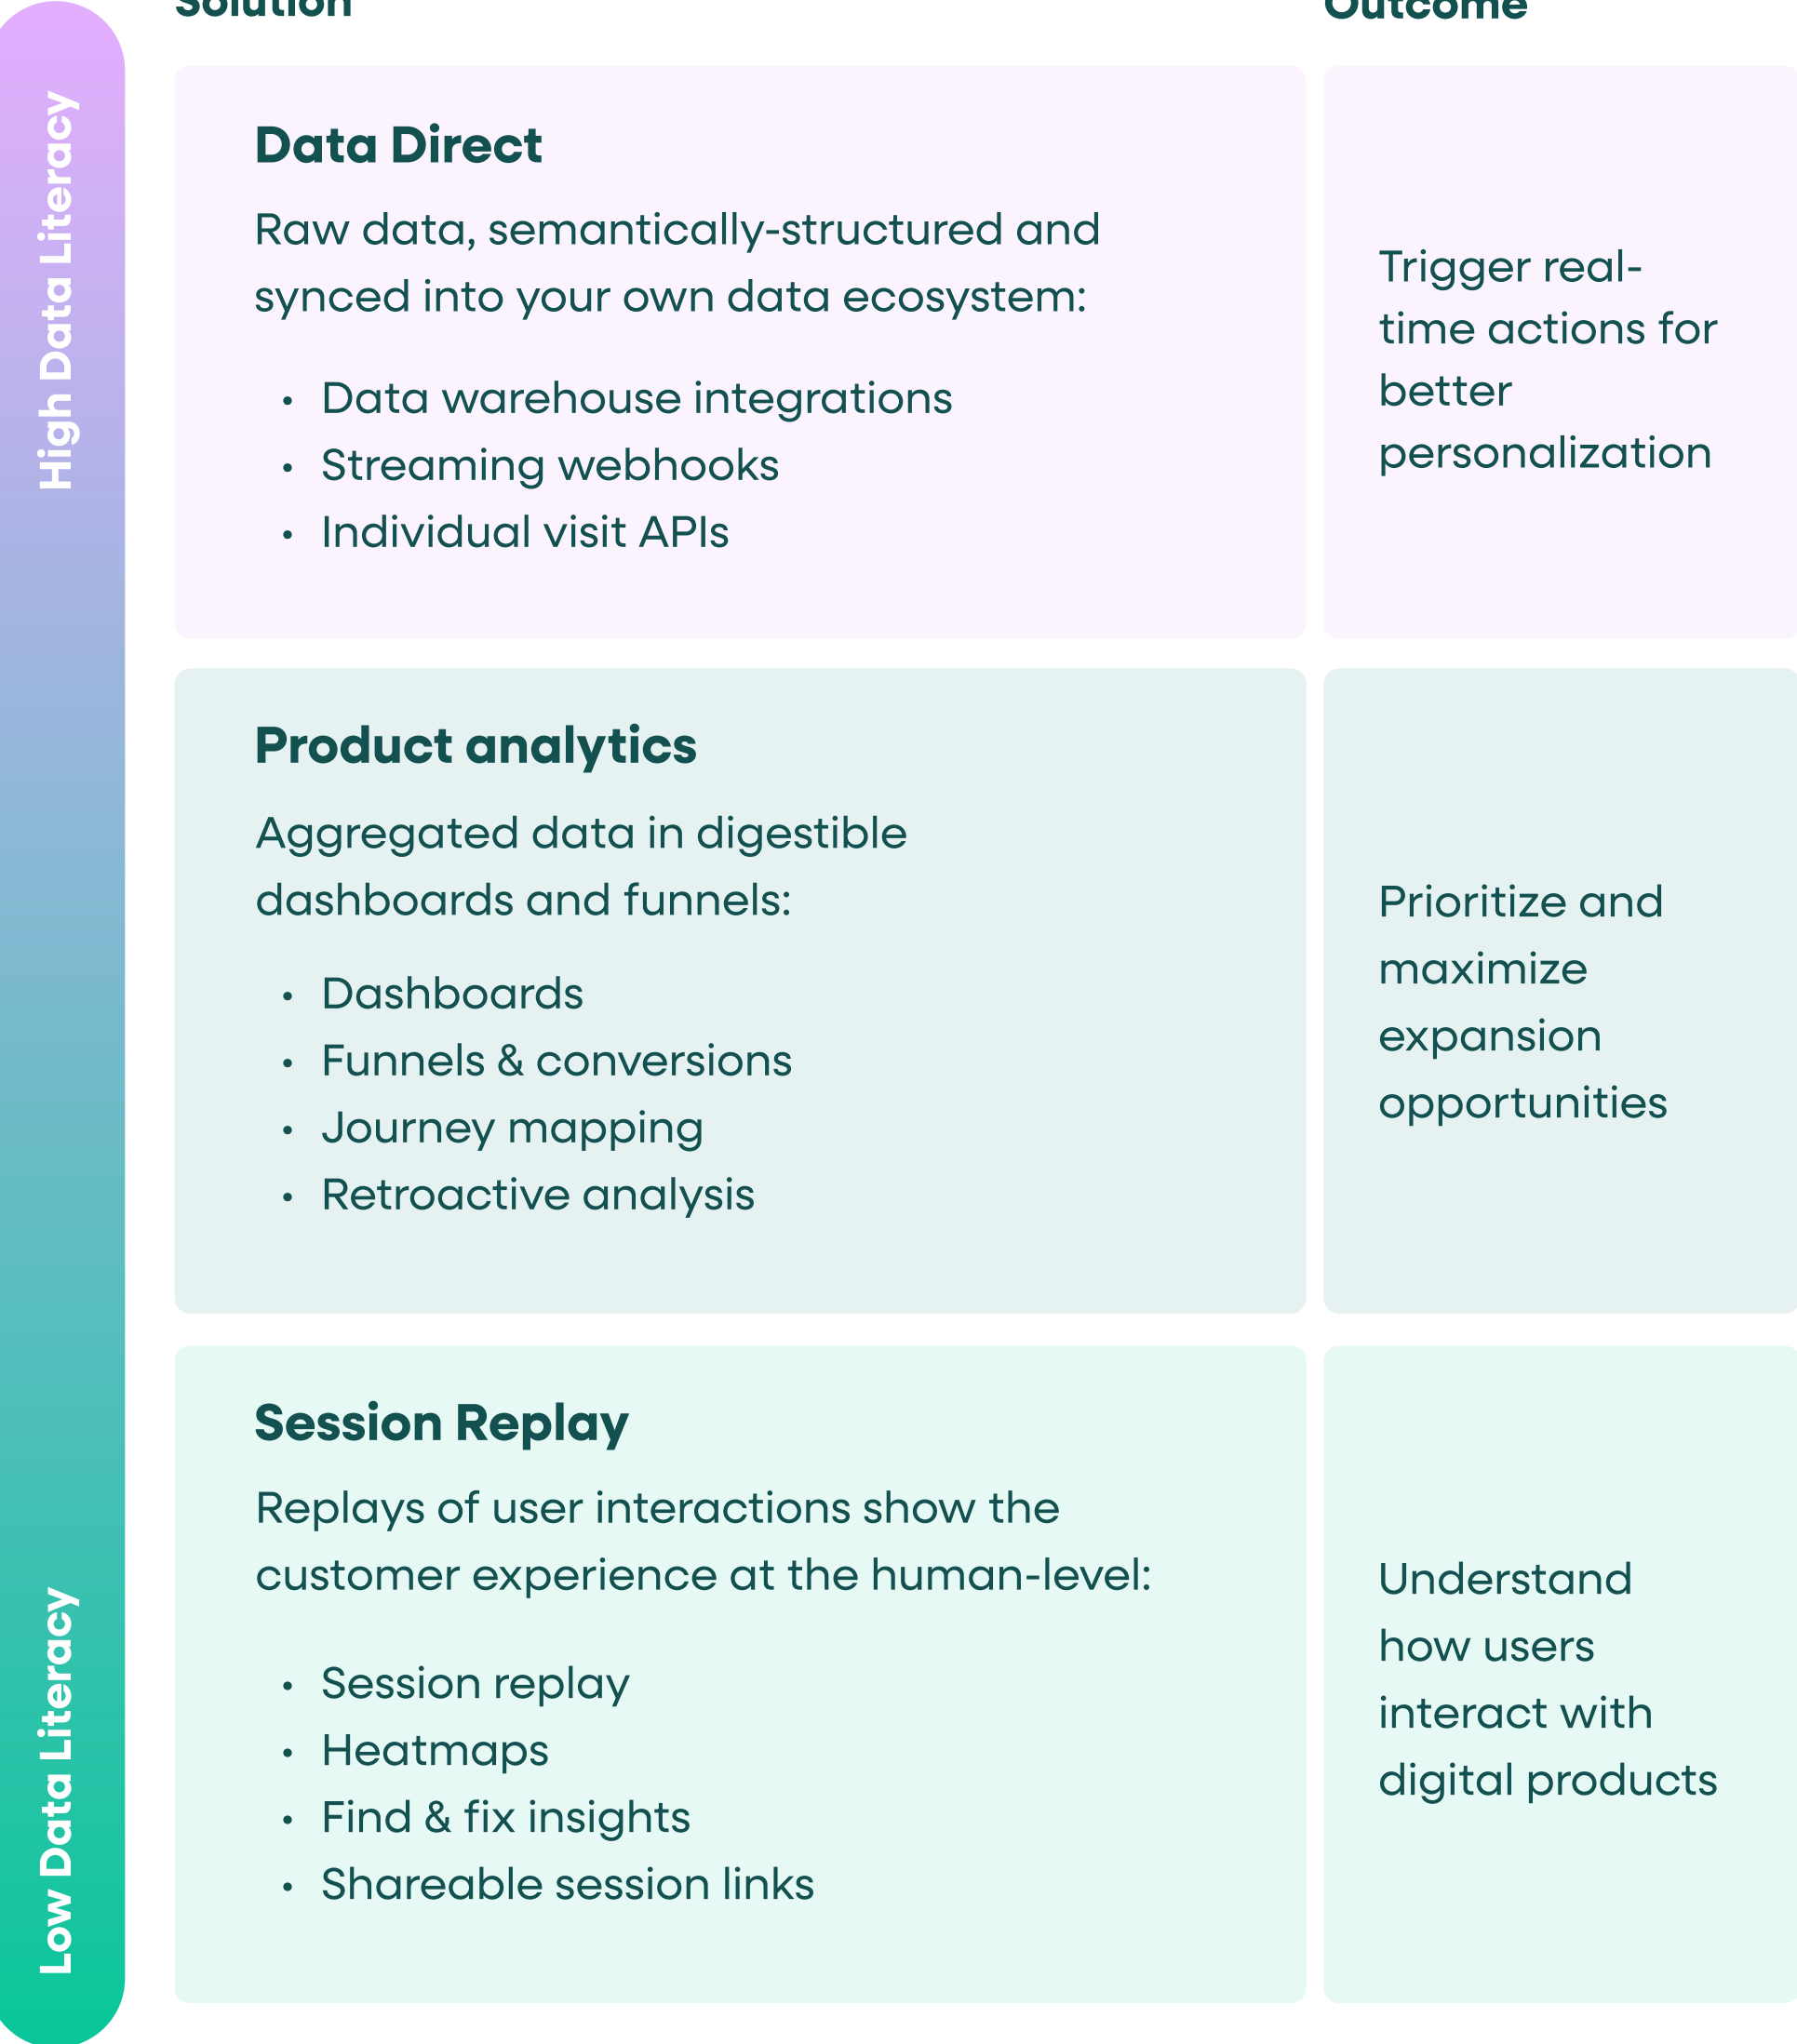 Solution
Outcome
High Data Literacy
Data Direct
Raw data, semantically-structured and
synced into your own data ecosystem:
• Data warehouse integrations
• Streaming webhooks
• Individual visit APIs
Trigger real-
time actions for
better
personalization
Product analytics
Aggregated data in digestible
dashboards and funnels:
• Dashboards
• Funnels & conversions
• Journey mapping
• Retroactive analysis
Prioritize and
maximize
expansion
opportunities
Low Data Literacy
Session Replay
Replays of user interactions show the
customer experience at the human-level:
• Session replay
• Heatmaps
• Find & fix insights
• Shareable session links
Understand
how users
interact with
digital products